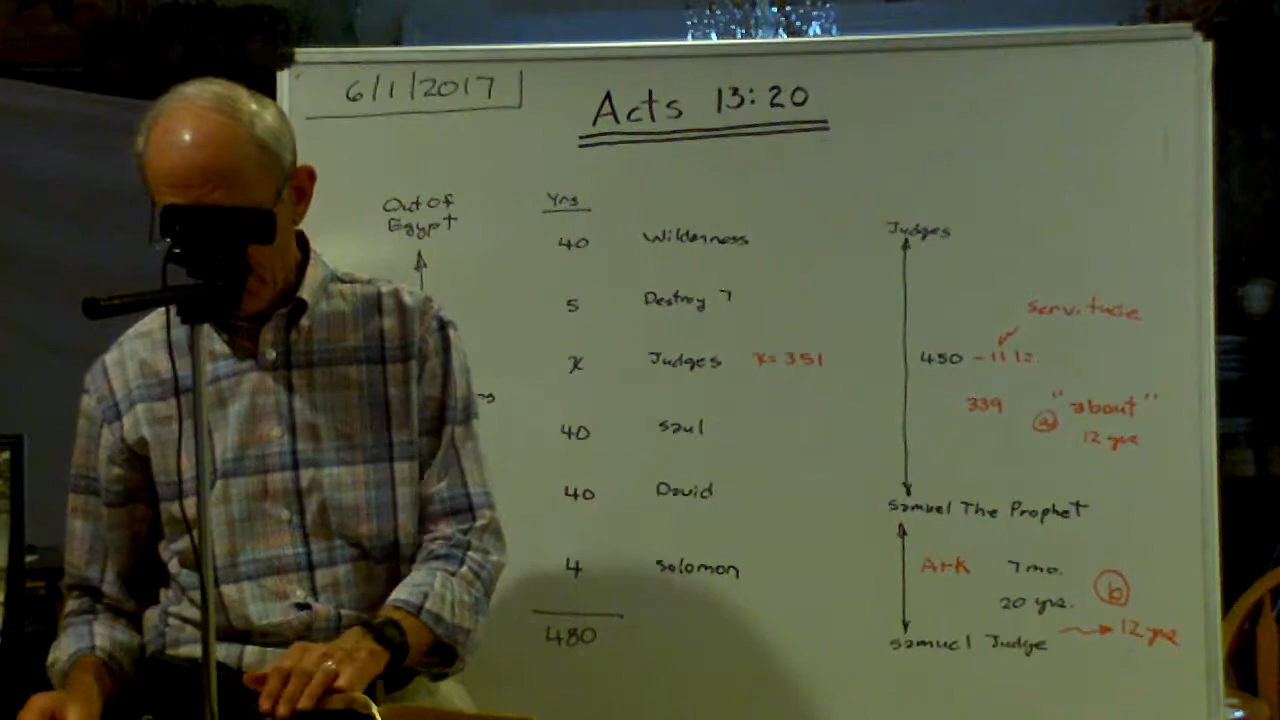 6/1/2017
Acts 13:20
Out Of
Egypt
Yrs
40 Wilderness
5 Destroy 7
x Judges x=351
40 Saul
40 David
4 Solomon
480
Judges
servitude
450 - 111=
339
"about"
a
12 yrs
Samuel The Prophet
Ark 7 mo.
20 yrs. b
Samuel Judge → 12 yrs